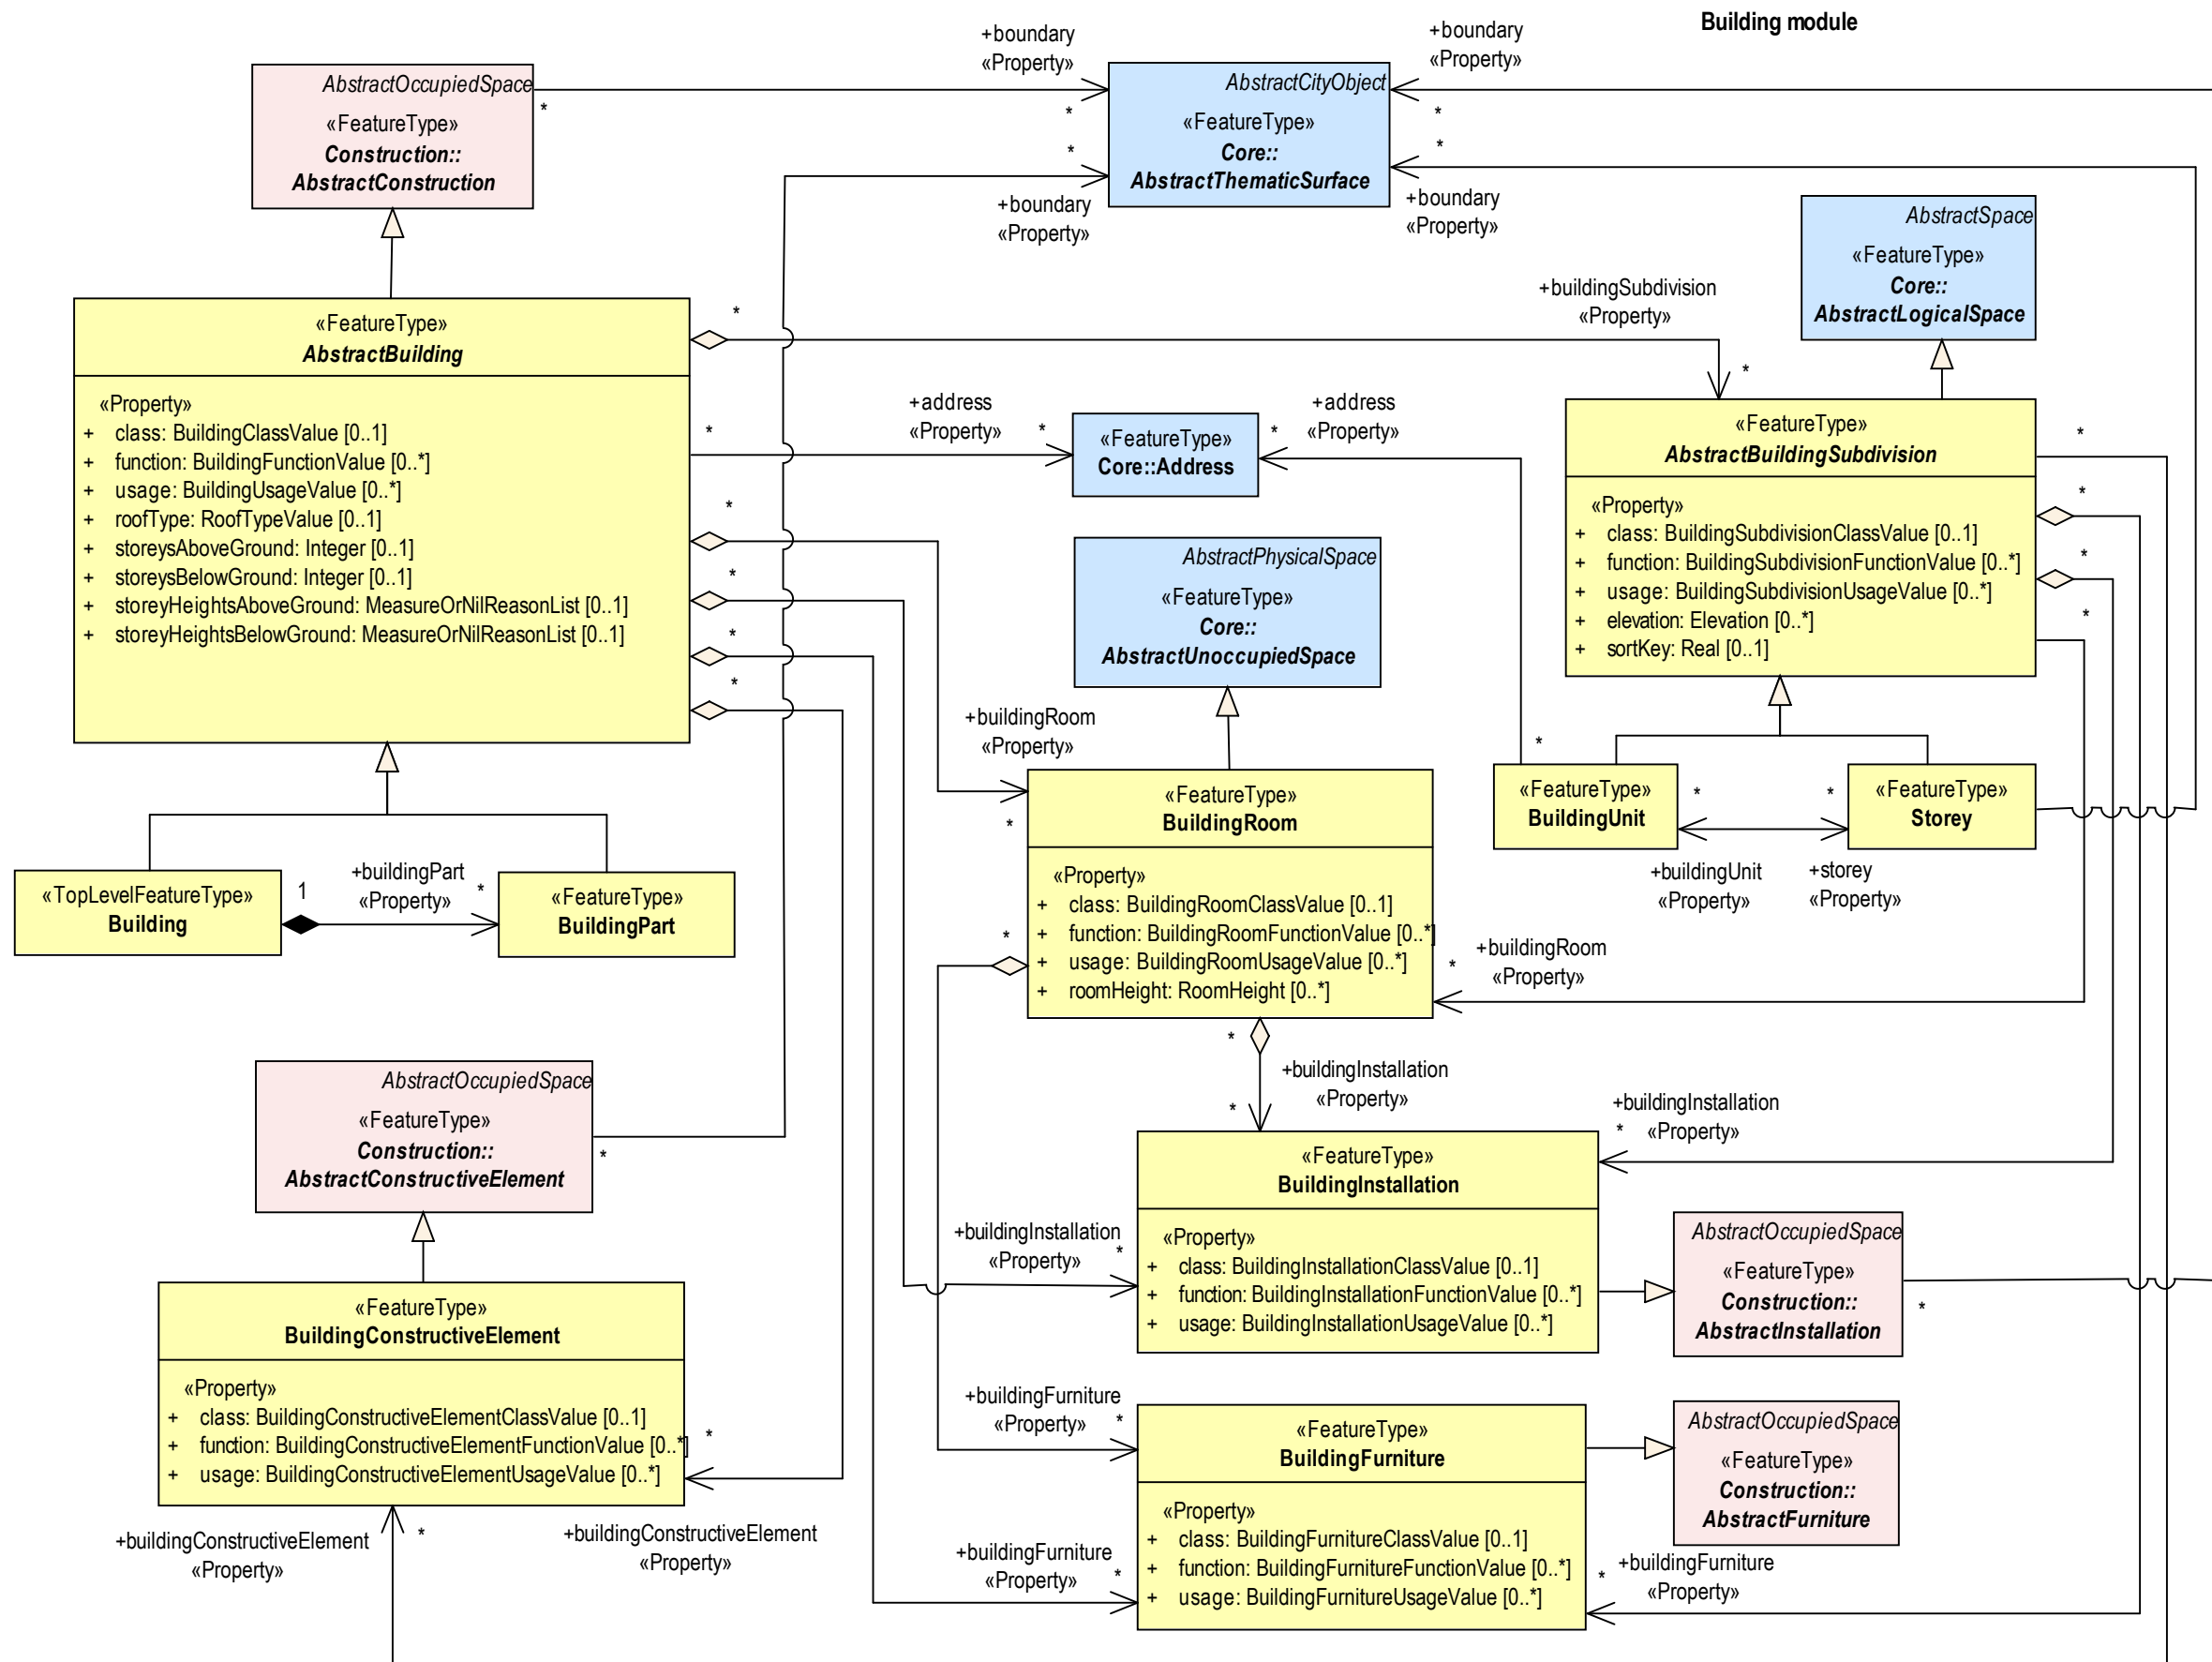 Building module
+boundary
«Property»
+boundary
«Property»
AbstractOccupiedSpace
«FeatureType»
Construction::
AbstractConstruction
*
*
*
AbstractCityObject
«FeatureType»
Core::
AbstractThematicSurface
*
*
+boundary
«Property»
+boundary
«Property»
AbstractSpace
«FeatureType»
Core::
AbstractLogicalSpace
«FeatureType»
AbstractBuilding
«Property»
+ class: BuildingClassValue [0..1]
+ function: BuildingFunctionValue [0..*]
+ usage: BuildingUsageValue [0..*]
+ roofType: RoofTypeValue [0..1]
+ storeysAboveGround: Integer [0..1]
+ storeysBelowGround: Integer [0..1]
+ storeyHeightsAboveGround: MeasureOrNilReasonList [0..1]
+ storeyHeightsBelowGround: MeasureOrNilReasonList [0..1]
*
*
*
*
*
*
+buildingSubdivision
«Property»
*
+address
«Property»
*
«FeatureType»
Core::Address
+address
«Property»
*
«FeatureType»
AbstractBuildingSubdivision
«Property»
+ class: BuildingSubdivisionClassValue [0..1]
+ function: BuildingSubdivisionFunctionValue [0..*]
+ usage: BuildingSubdivisionUsageValue [0..*]
+ elevation: Elevation [0..*]
+ sortKey: Real [0..1]
*
*
*
*
AbstractPhysicalSpace
«FeatureType»
Core::
AbstractUnoccupiedSpace
+buildingRoom
«Property»
*
«FeatureType»
BuildingRoom
«Property»
+ class: BuildingRoomClassValue [0..1]
+ function: BuildingRoomFunctionValue [0..*]
+ usage: BuildingRoomUsageValue [0..*]
+ roomHeight: RoomHeight [0..*]
*
*
*
«FeatureType»
BuildingUnit
*
*
«FeatureType»
Storey
+buildingUnit
«Property»
+storey
«Property»
+buildingRoom
«Property»
*
«TopLevelFeatureType»
Building
1
+buildingPart
«Property»
*
«FeatureType»
BuildingPart
+buildingInstallation
«Property»
*
+buildingInstallation
«Property»
*
AbstractOccupiedSpace
«FeatureType»
Construction::
AbstractConstructiveElement
*
«FeatureType»
BuildingInstallation
«Property»
+ class: BuildingInstallationClassValue [0..1]
+ function: BuildingInstallationFunctionValue [0..*]
+ usage: BuildingInstallationUsageValue [0..*]
+buildingInstallation
«Property»
*
AbstractOccupiedSpace
«FeatureType»
Construction::
AbstractInstallation
*
«FeatureType»
BuildingConstructiveElement
«Property»
+ class: BuildingConstructiveElementClassValue [0..1]
+ function: BuildingConstructiveElementFunctionValue [0..*]
+ usage: BuildingConstructiveElementUsageValue [0..*]
*
*
+buildingConstructiveElement
«Property»
+buildingConstructiveElement
«Property»
+buildingFurniture
«Property»
*
«FeatureType»
BuildingFurniture
«Property»
+ class: BuildingFurnitureClassValue [0..1]
+ function: BuildingFurnitureFunctionValue [0..*]
+ usage: BuildingFurnitureUsageValue [0..*]
+buildingFurniture
«Property»
*
AbstractOccupiedSpace
«FeatureType»
Construction::
AbstractFurniture
+buildingFurniture
«Property»
*